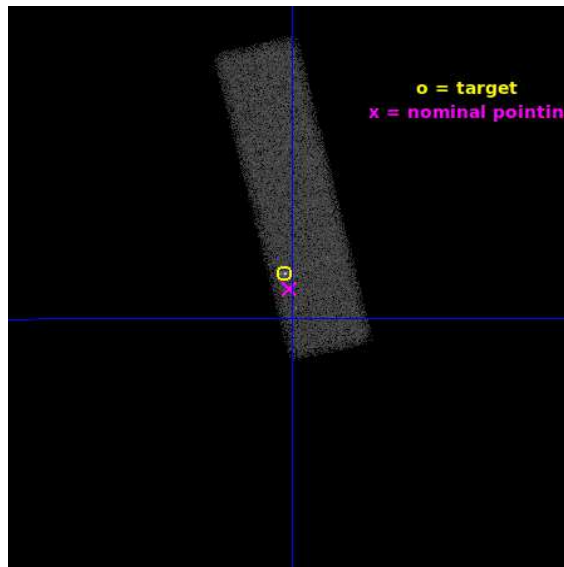 o = target
x = nominal pointin